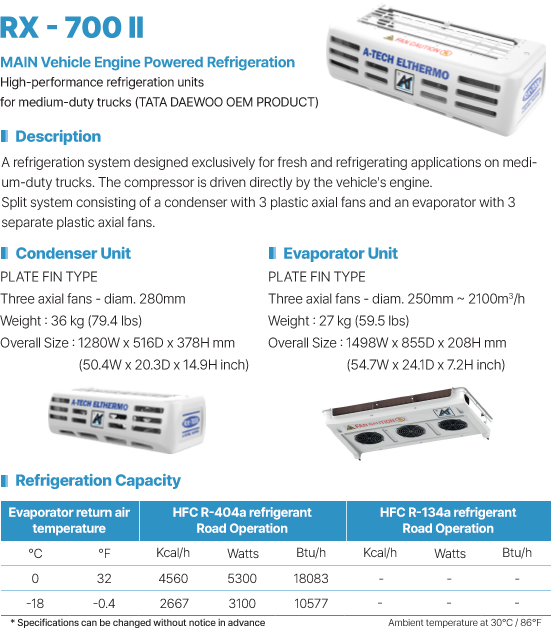 RX - 700 II
MAIN Vehicle Engine Powered Refrigeration
High-performance refrigeration units
for medium-duty trucks (TATA DAEWOO OEM PRODUCT)
FAN CAUTION
A-TECH ELTHERMO
Description
A refrigeration system designed exclusively for fresh and refrigerating applications on medi-
um-duty trucks. The compressor is driven directly by the vehicle's engine.
Split system consisting of a condenser with 3 plastic axial fans and an evaporator with 3
separate plastic axial fans.
Condenser Unit
PLATE FIN TYPE
Three axial fans - diam. 280mm
Weight : 36 kg (79.4 lbs)
Overall Size : 1280W x 516D x 378H mm
(50.4W x 20.3D x 14.9H inch)
A-TECH ELTHERMO
Evaporator Unit
PLATE FIN TYPE
Three axial fans - diam. 250mm ~ 2100m³/h
Weight : 27 kg (59.5 lbs)
Overall Size : 1498W x 855D x 208H mm
(54.7W x 24.1D x 7.2H inch)
FAN CAUTION
Refrigeration Capacity
Evaporator return air temperature HFC R-404a refrigerant Road Operation HFC R-134a refrigerant Road Operation
°C °F Kcal/h Watts Btu/h Kcal/h Watts Btu/h
0 32 4560 5300 18083 - - -
-18 -0.4 2667 3100 10577 - - -
* Specifications can be changed without notice in advance Ambient temperature at 30°C / 86°F